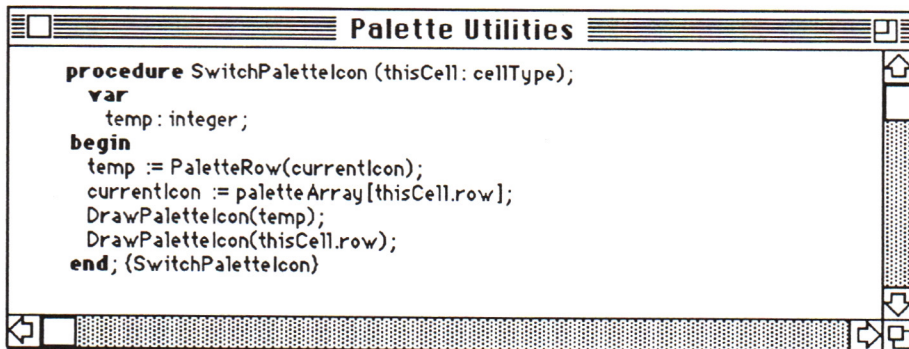 Palette Utilities
procedure SwitchPaletteIcon (thisCell: cellType);
var
temp: integer;
begin
temp := PaletteRow(currentIcon);
currentIcon := paletteArray[thisCell.row];
DrawPaletteIcon(temp);
DrawPaletteIcon(thisCell.row);
end; {SwitchPaletteIcon}